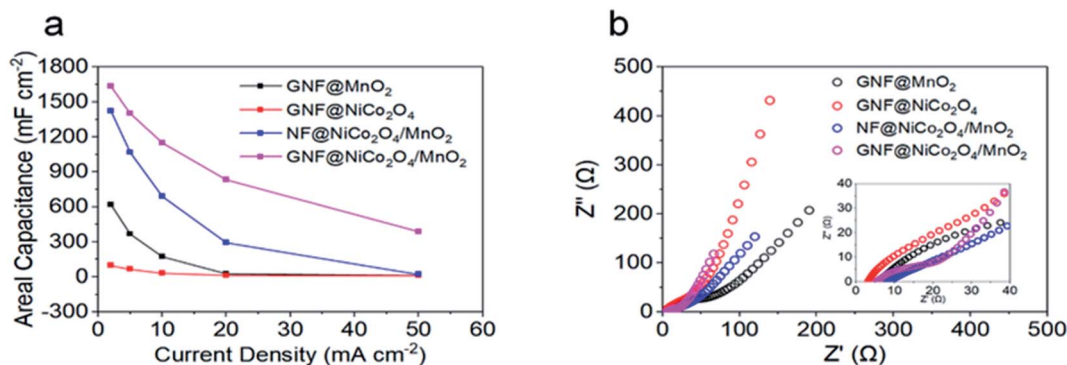 a
1800
1500
1200
900
600
300
0
-300
0 10 20 30 40 50 60
Areal Capacitance (mF cm⁻²)
Current Density (mA cm⁻²)
GNF@MnO₂
GNF@NiCo₂O₄
NF@NiCo₂O₄/MnO₂
GNF@NiCo₂O₄/MnO₂
b
500
400
300
200
100
0
0 100 200 300 400 500
Z'' (Ω)
Z' (Ω)
GNF@MnO₂
GNF@NiCo₂O₄
NF@NiCo₂O₄/MnO₂
GNF@NiCo₂O₄/MnO₂
40
30
20
10
0
0 10 20 30 40
Z'' (Ω)
Z' (Ω)